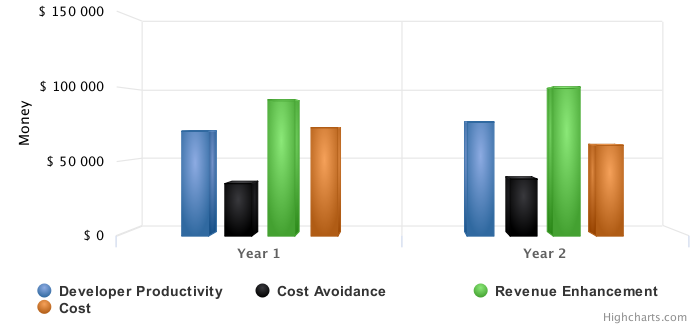 $ 150 000
$ 100 000
$ 50 000
$ 0
Money
Year 1
Year 2
Developer Productivity
Cost Avoidance
Revenue Enhancement
Cost
Highcharts.com